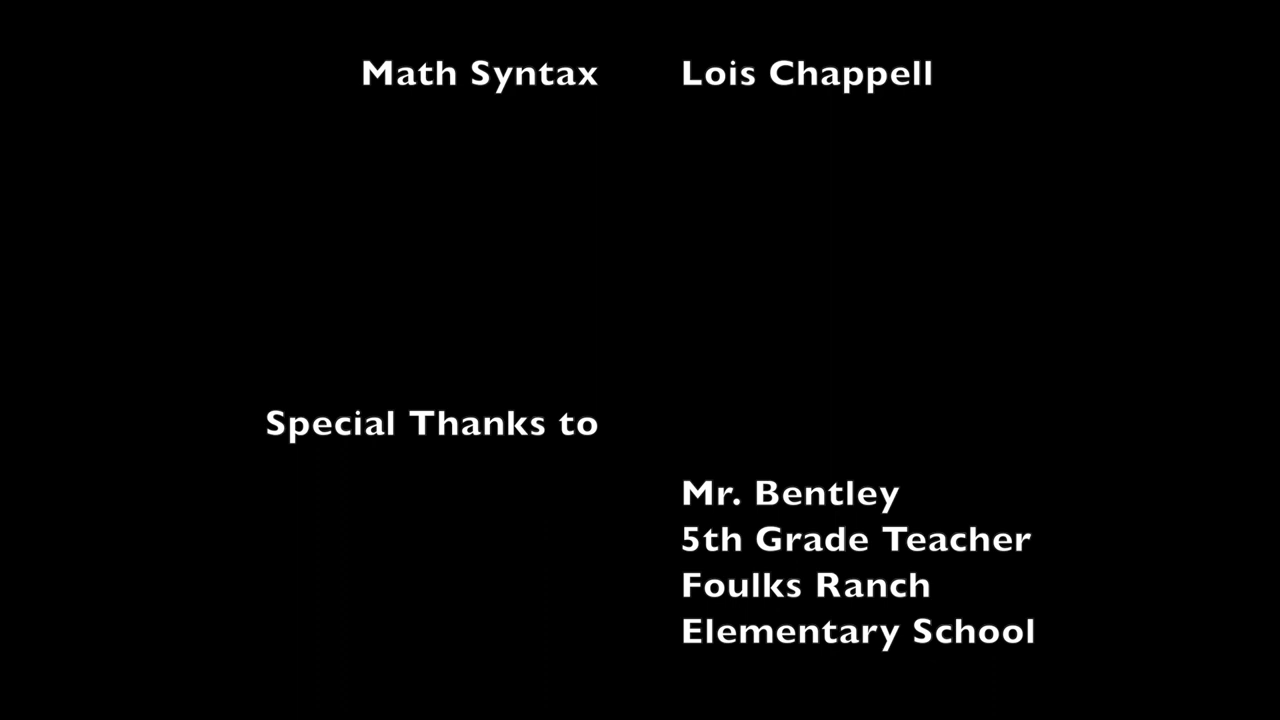 Math Syntax Lois Chappell
Special Thanks to
Mr. Bentley
5th Grade Teacher
Foulks Ranch
Elementary School